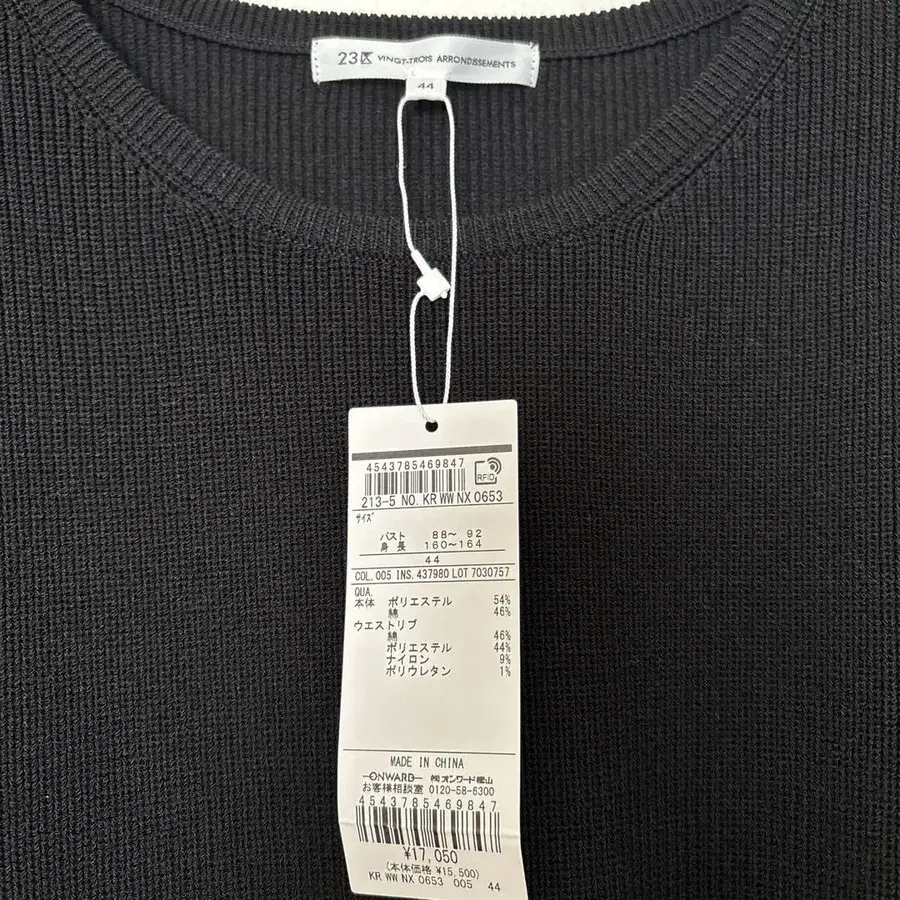 23区 VINGT-TROIS ARRONDISSEMENTS
44
4543785469847
RFID
213-5 NO. KR WW NX 0653
サイズ
バスト 88～ 92
身 長 160～164
44
COL. 005 INS. 437980 LOT 7030757
QUA.
本体 ポリエステル 54%
綿 46%
ウエストリブ
綿 46%
ポリエステル 44%
ナイロン 9%
ポリウレタン 1%
MADE IN CHINA
ONWARD ㈱オンワード樫山
お客様相談室 0120-58-6300
4543785469847
¥17,050
(本体価格 ¥15,500)
KR WW NX 0653 005 44